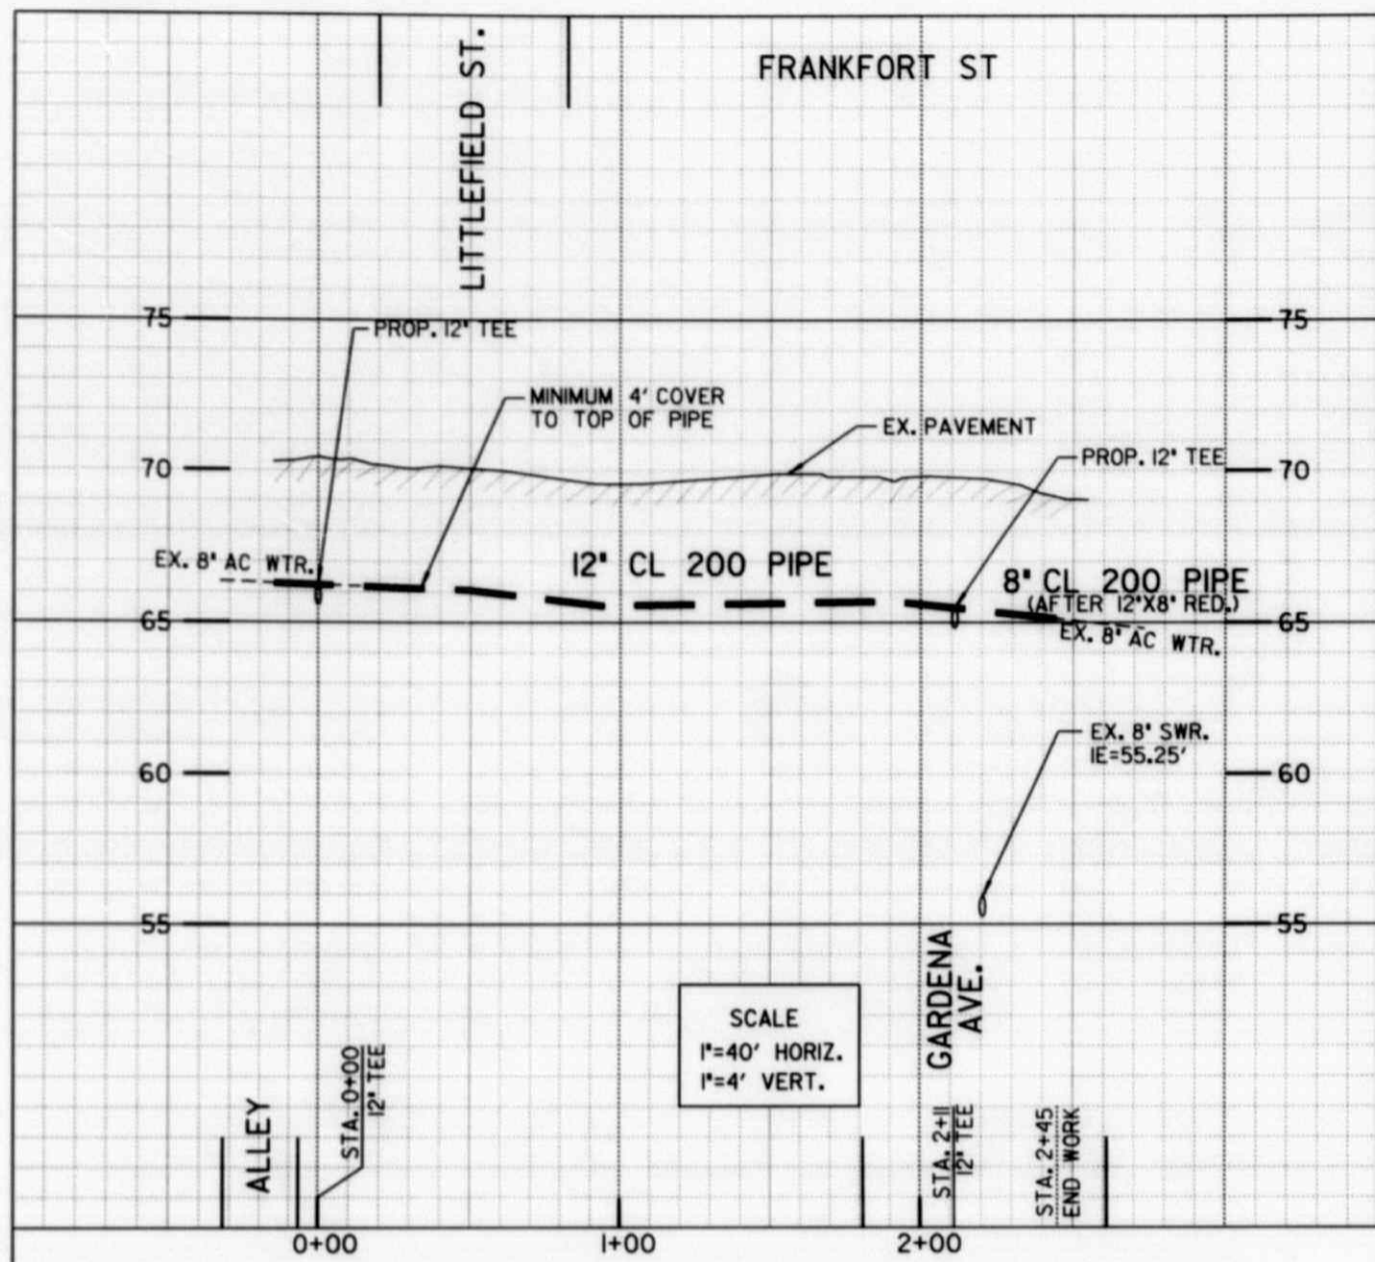 FRANKFORT ST
LITTLEFIELD ST.
75
75
PROP. 12" TEE
MINIMUM 4' COVER
TO TOP OF PIPE
EX. PAVEMENT
PROP. 12" TEE
70
70
EX. 8" AC WTR.
12" CL 200 PIPE
8" CL 200 PIPE
(AFTER 12"X8" RED.)
65
65
EX. 8" AC WTR.
EX. 8" SWR.
IE=55.25'
60
60
55
55
GARDENA
AVE.
SCALE
1"=40' HORIZ.
1"=4' VERT.
ALLEY
STA. 0+00
12" TEE
STA. 2+11
12" TEE
STA. 2+45
END WORK
0+00
1+00
2+00